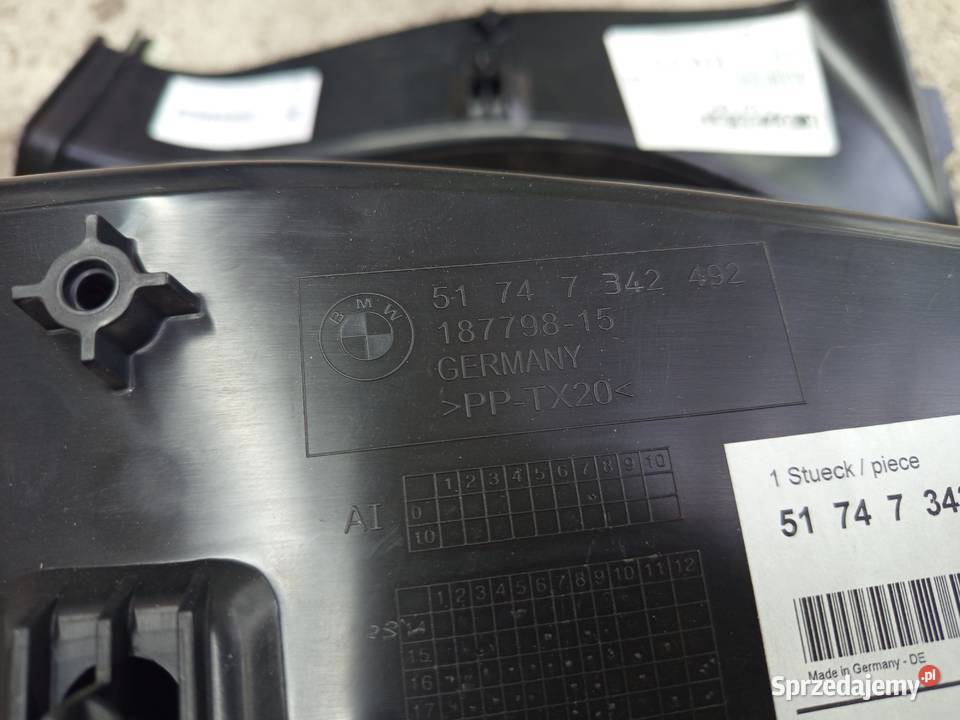 BMW
51 74 7 342 492
187798-15
GERMANY
>PP-TX20<
1 2 3 4 5 6 7 8 9 10
AI
0
10
1 Stueck / piece
51 74 7 34
1 2 3 4 5 6 7 8 9 10 11 12
15
16
17
Made in Germany - DE
Sprzedajemy.pl